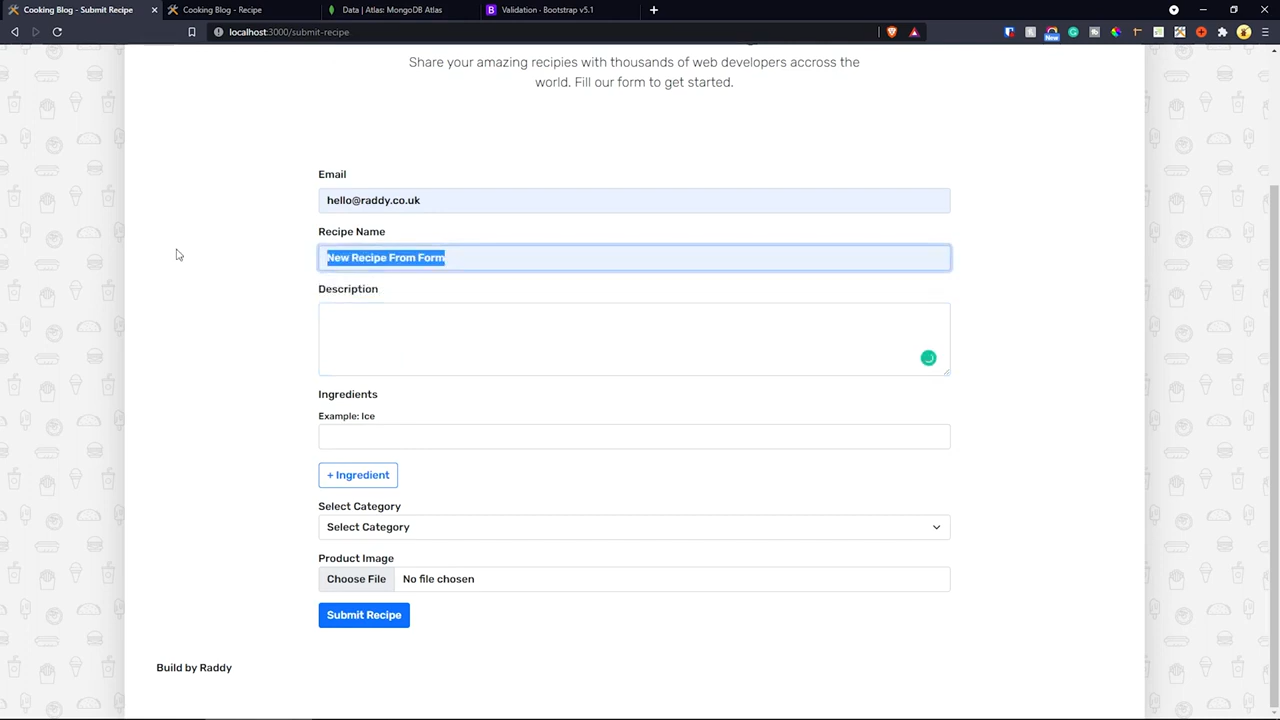 Cooking Blog - Submit Recipe
Cooking Blog - Recipe
Data | Atlas: MongoDB Atlas
Validation · Bootstrap v5.1
localhost:3000/submit-recipe
New
Share your amazing reapies with thousands of web developers accross the
world. Fill our form to get started.
Email
hello@raddy.co.uk
Recipe Name
New Recipe From Form
Description
Ingredients
Example: Ice
+ Ingredient
Select Category
Select Category
Product Image
Choose File No file chosen
Submit Recipe
Build by Raddy